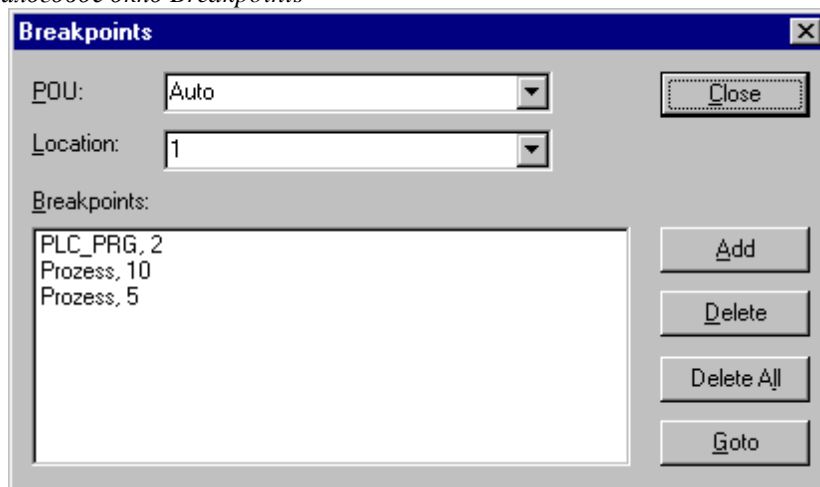 окно Breakpoints
Breakpoints
POU: Auto Close
Location: 1
Breakpoints:
PLC_PRG, 2
Prozess, 10
Prozess, 5
Add
Delete
Delete All
Goto